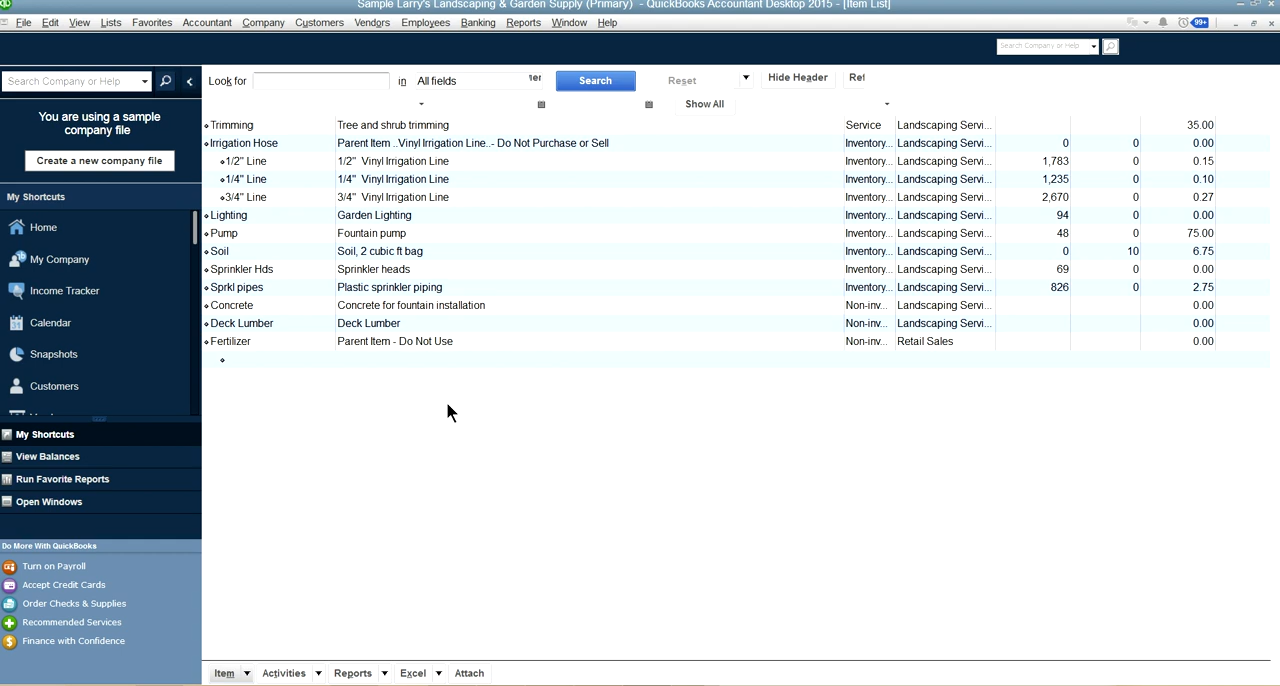 Sample Larry's Landscaping & Garden Supply (Primary) - QuickBooks Accountant Desktop 2015 - [Item List]
File Edit View Lists Favorites Accountant Company Customers Vendors Employees Banking Reports Window Help 99+
Search Company or Help
Search Company or Help
Look for in All fields Search Reset Hide Header
Show All
You are using a sample
company file
Create a new company file
My Shortcuts
Home
My Company
Income Tracker
Calendar
Snapshots
Customers
My Shortcuts
View Balances
Run Favorite Reports
Open Windows
Do More With QuickBooks
Turn on Payroll
Accept Credit Cards
Order Checks & Supplies
Recommended Services
Finance with Confidence
Trimming Tree and shrub trimming Service Landscaping Servi... 35.00
Irrigation Hose Parent Item ..Vinyl Irrigation Line..- Do Not Purchase or Sell Inventory... Landscaping Servi... 0 0 0.00
1/2" Line 1/2" Vinyl Irrigation Line Inventory... Landscaping Servi... 1,783 0 0.15
1/4" Line 1/4" Vinyl Irrigation Line Inventory... Landscaping Servi... 1,235 0 0.10
3/4" Line 3/4" Vinyl Irrigation Line Inventory... Landscaping Servi... 2,670 0 0.27
Lighting Garden Lighting Inventory... Landscaping Servi... 94 0 0.00
Pump Fountain pump Inventory... Landscaping Servi... 48 0 75.00
Soil Soil, 2 cubic ft bag Inventory... Landscaping Servi... 0 10 6.75
Sprinkler Hds Sprinkler heads Inventory... Landscaping Servi... 69 0 0.00
Sprkl pipes Plastic sprinkler piping Inventory... Landscaping Servi... 826 0 2.75
Concrete Concrete for fountain installation Non-inv... Landscaping Servi... 0.00
Deck Lumber Deck Lumber Non-inv... Landscaping Servi... 0.00
Fertilizer Parent Item - Do Not Use Non-inv... Retail Sales 0.00
Item Activities Reports Excel Attach